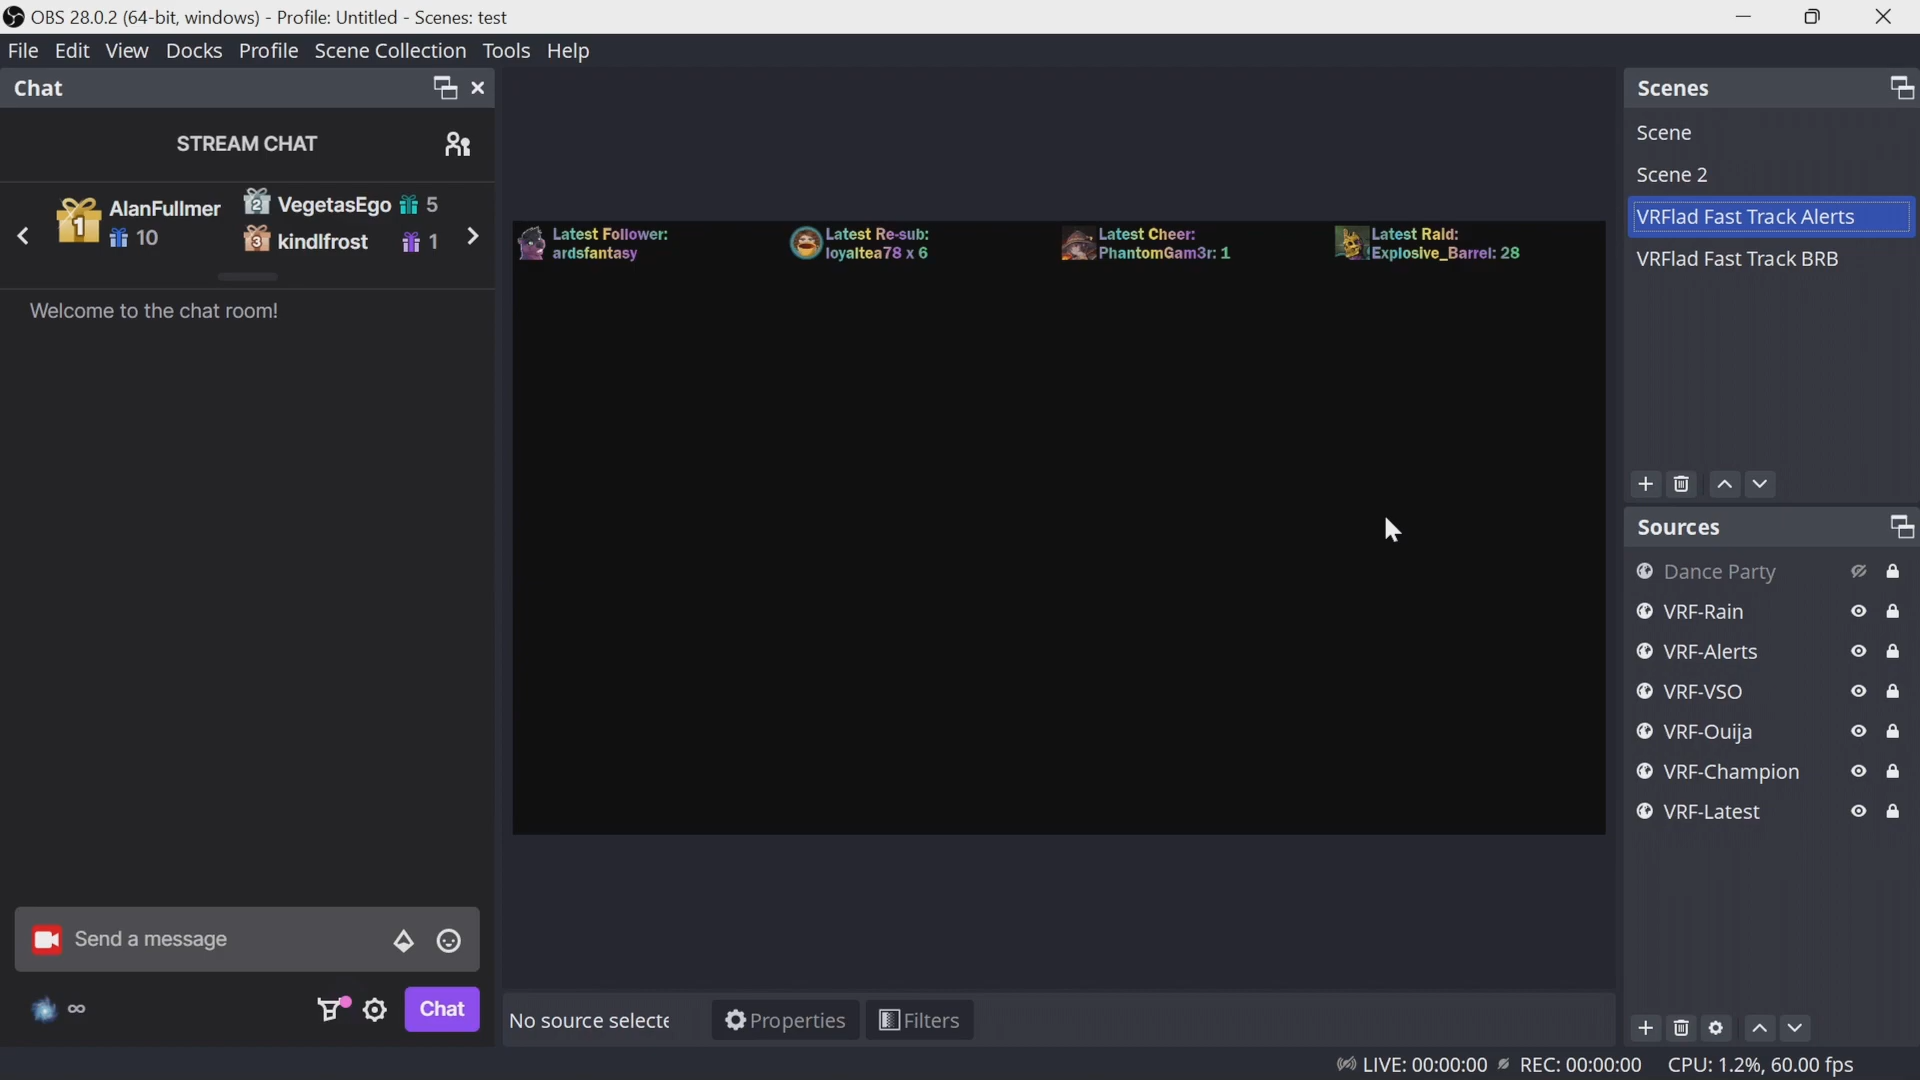 OBS 28.0.2 (64-bit, windows) - Profile: Untitled - Scenes: test
File Edit View Docks Profile Scene Collection Tools Help
Chat
STREAM CHAT
1 AlanFullmer 10
2 VegetasEgo 5
3 kindlfrost 1
Welcome to the chat room!
Send a message
∞
Chat
Latest Follower:
ardsfantasy
Latest Re-sub:
loyaltea78 x 6
Latest Cheer:
PhantomGam3r: 1
Latest Raid:
Explosive_Barrel: 28
No source selecte
Properties
Filters
Scenes
Scene
Scene 2
VRFlad Fast Track Alerts
VRFlad Fast Track BRB
Sources
Dance Party
VRF-Rain
VRF-Alerts
VRF-VSO
VRF-Ouija
VRF-Champion
VRF-Latest
LIVE: 00:00:00 REC: 00:00:00 CPU: 1.2%, 60.00 fps